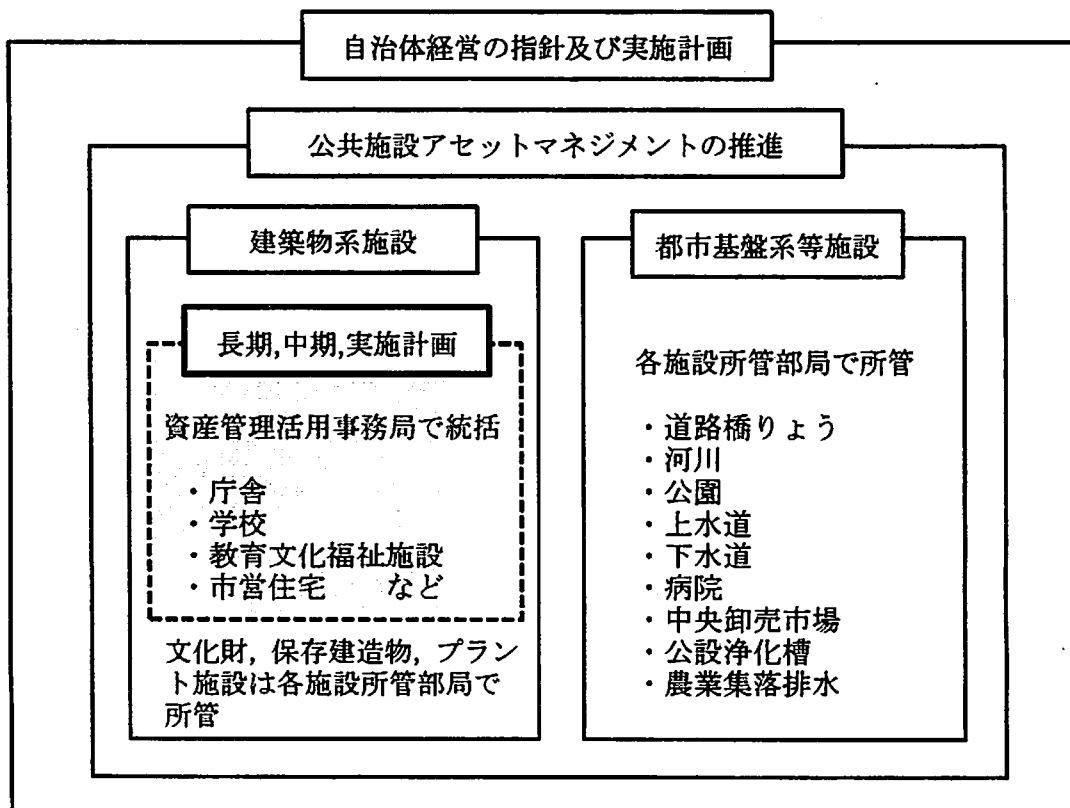 自治体経営の指針及び実施計画
公共施設アセットマネジメントの推進
建築物系施設
長期,中期,実施計画
資産管理活用事務局で統括
・庁舎
・学校
・教育文化福祉施設
・市営住宅　　など
文化財, 保存建造物, プラン
ト施設は各施設所管部局で
所管
都市基盤系等施設
各施設所管部局で所管
・道路橋りょう
・河川
・公園
・上水道
・下水道
・病院
・中央卸売市場
・公設浄化槽
・農業集落排水